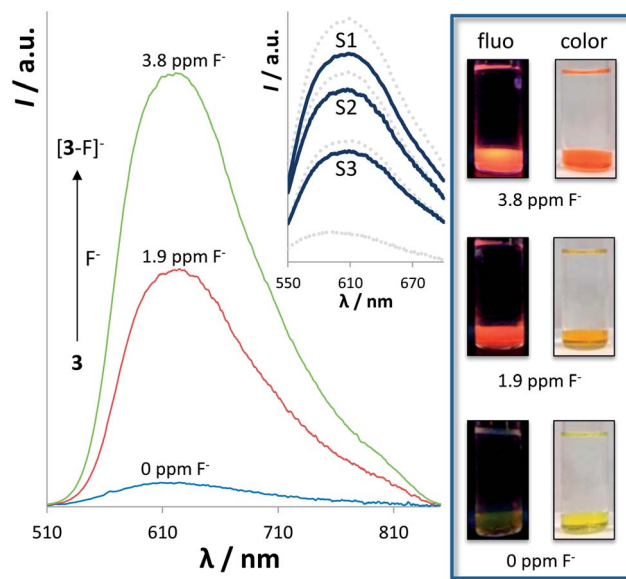 I / a.u.
3.8 ppm F-
[3-F]-
F-
1.9 ppm F-
3
0 ppm F-
510 610 710 810
λ / nm
I / a.u.
S1
S2
S3
550 610 670
λ / nm
fluo color
3.8 ppm F-
1.9 ppm F-
0 ppm F-